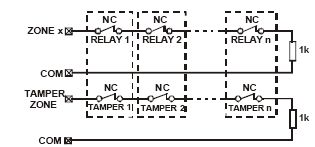 NC NC NC
ZONE x RELAY 1 RELAY 2 RELAY n
1k
COM
NC NC NC
TAMPER ZONE TAMPER 1 TAMPER 2 TAMPER n
1k
COM